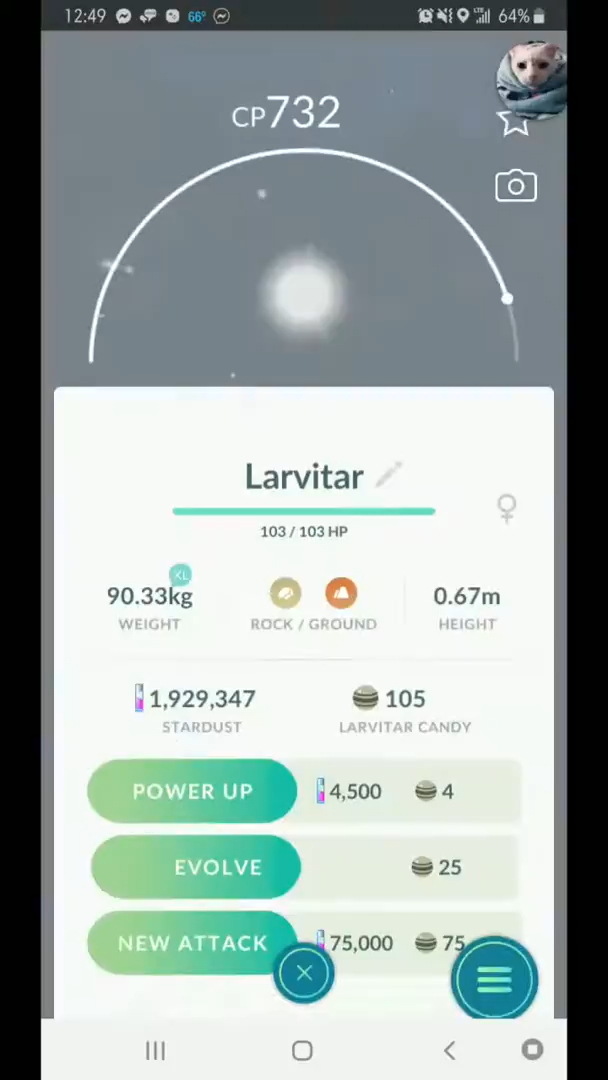 12:49 66° LTE 64%
CP732
Larvitar
103 / 103 HP
XL
90.33kg
WEIGHT
ROCK / GROUND
0.67m
HEIGHT
1,929,347
STARDUST
105
LARVITAR CANDY
POWER UP 4,500 4
EVOLVE 25
NEW ATTACK 75,000 75